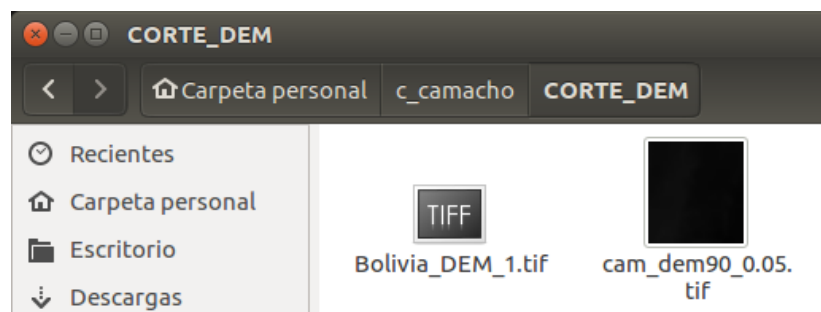 CORTE_DEM
Carpeta personal c_camacho CORTE_DEM
Recientes
Carpeta personal
Escritorio
Descargas
TIFF
Bolivia_DEM_1.tif
cam_dem90_0.05.
tif